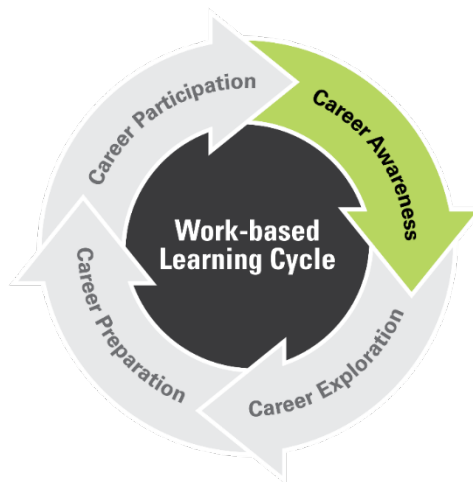 Work-based
Learning Cycle
Career Awareness
Career Exploration
Career Preparation
Career Participation